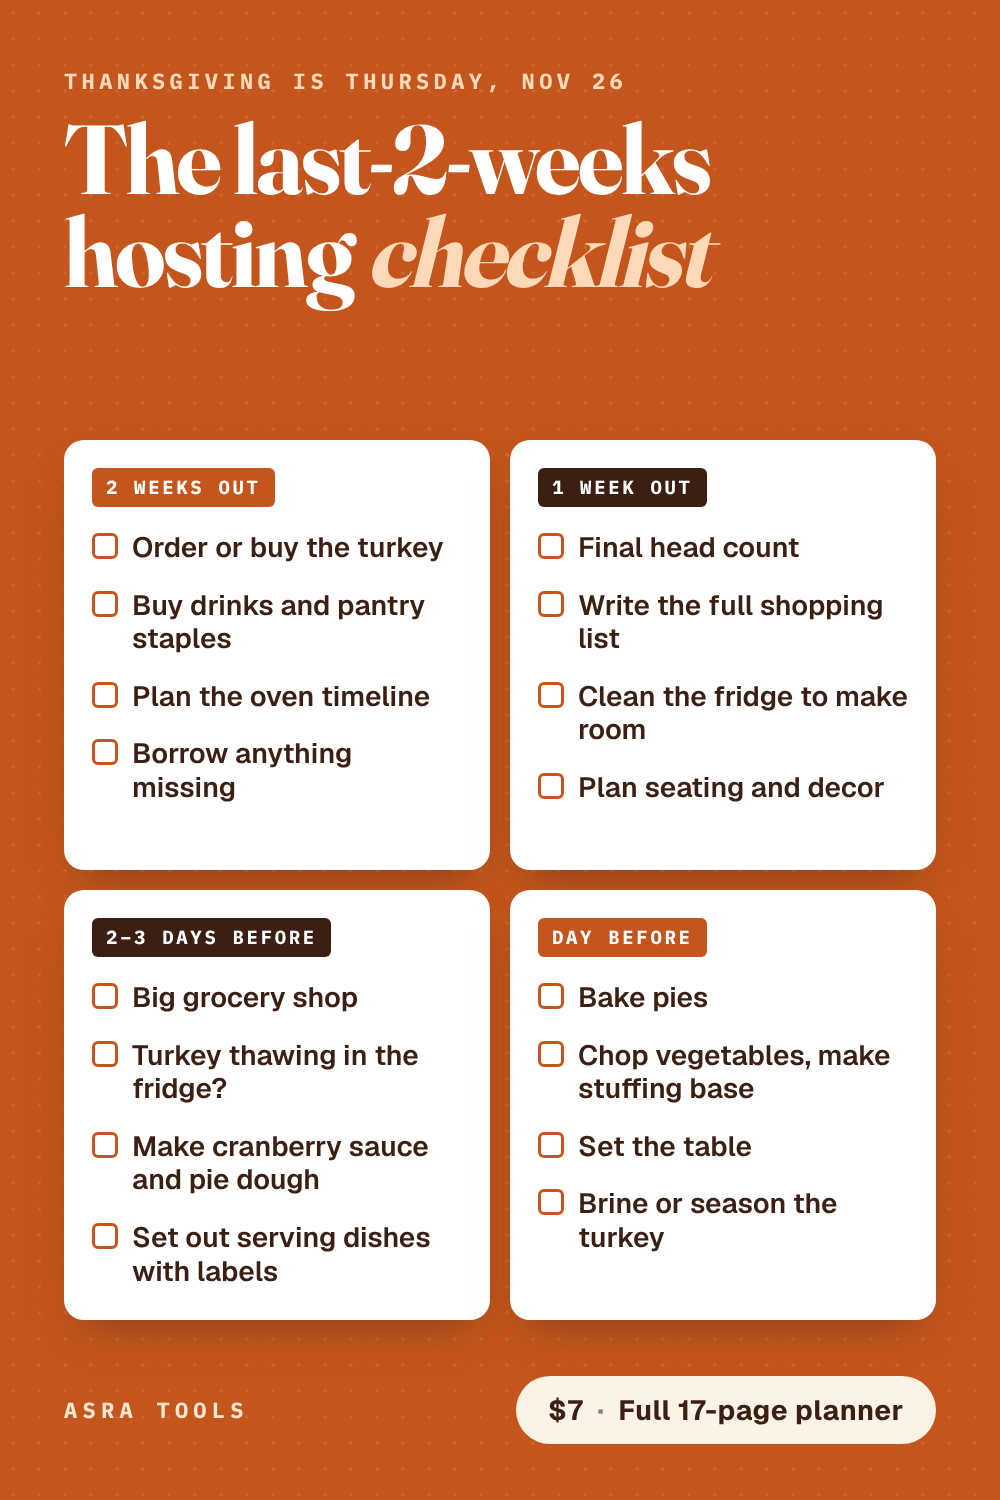 THANKSGIVING IS THURSDAY, NOV 26
The last-2-weeks
hosting checklist
2 WEEKS OUT
Order or buy the turkey
Buy drinks and pantry
staples
Plan the oven timeline
Borrow anything
missing
1 WEEK OUT
Final head count
Write the full shopping
list
Clean the fridge to make
room
Plan seating and decor
2–3 DAYS BEFORE
Big grocery shop
Turkey thawing in the
fridge?
Make cranberry sauce
and pie dough
Set out serving dishes
with labels
DAY BEFORE
Bake pies
Chop vegetables, make
stuffing base
Set the table
Brine or season the
turkey
ASRA TOOLS
$7 · Full 17-page planner